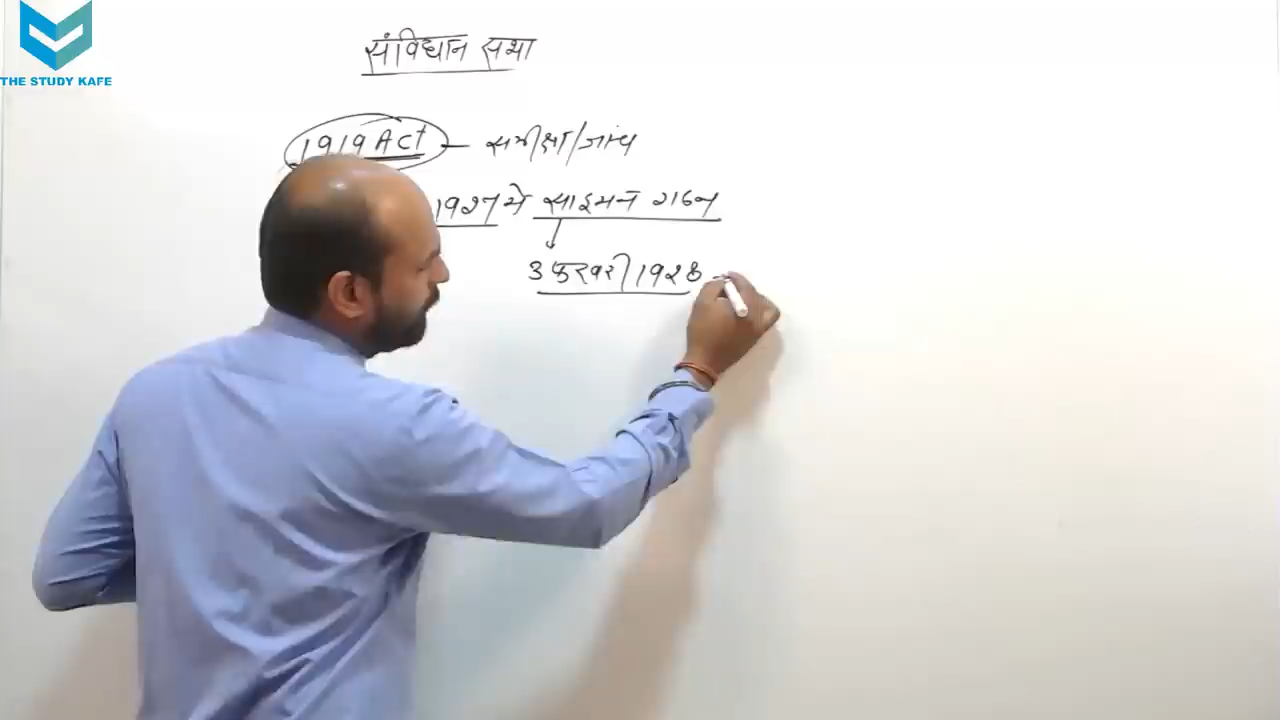 THE STUDY KAFE
संविधान सभा
1919 Act - समीक्षा/जांच
1927 मे साइमन गठन
3 फरवरी 1928 -